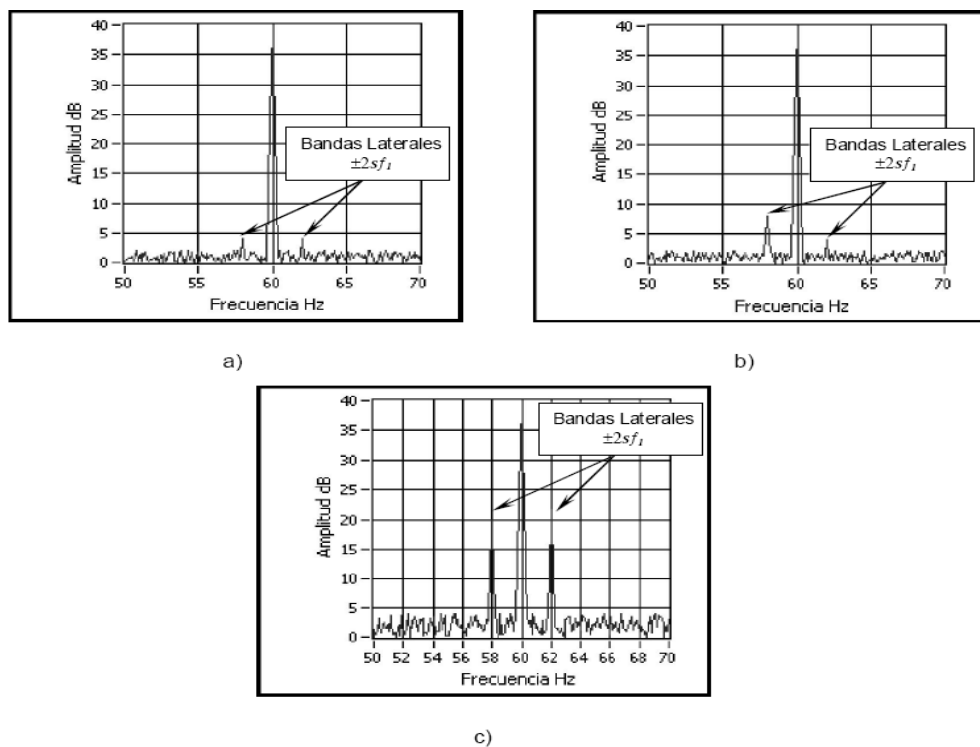 40
35
30
25
20
15
10
5
0
Amplitud dB
Bandas Laterales
±2sf₁
50 55 60 65 70
Frecuencia Hz
a)
40
35
30
25
20
15
10
5
0
Amplitud dB
Bandas Laterales
±2sf₁
50 55 60 65 70
Frecuencia Hz
b)
40
35
30
25
20
15
10
5
0
Amplitud dB
Bandas Laterales
±2sf₁
50 52 54 56 58 60 62 64 66 68 70
Frecuencia Hz
c)